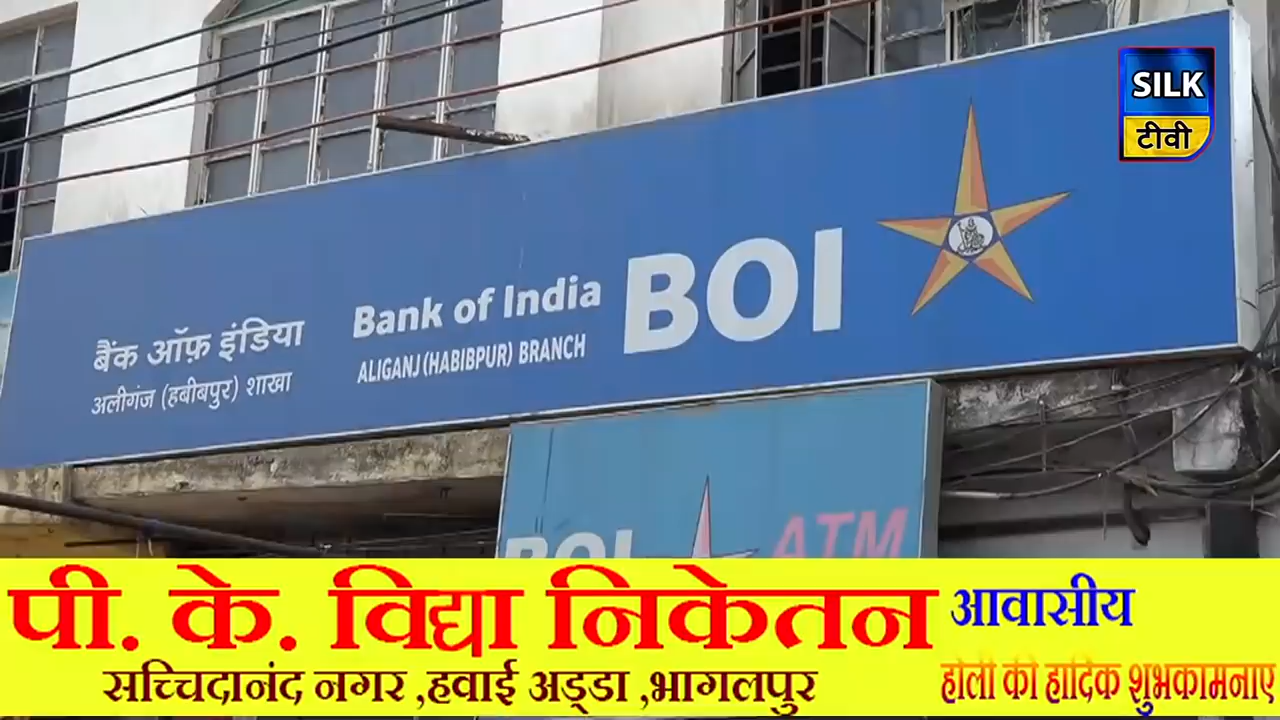 SILK
टीवी
बैंक ऑफ़ इंडिया
अलीगंज (हबीबपुर) शाखा
Bank of India
ALIGANJ (HABIBPUR) BRANCH
BOI
BOI ATM
पी. के. विद्या निकेतन
आवासीय
सच्चिदानंद नगर ,हवाई अड्डा ,भागलपुर
होली की हार्दिक शुभकामनाए